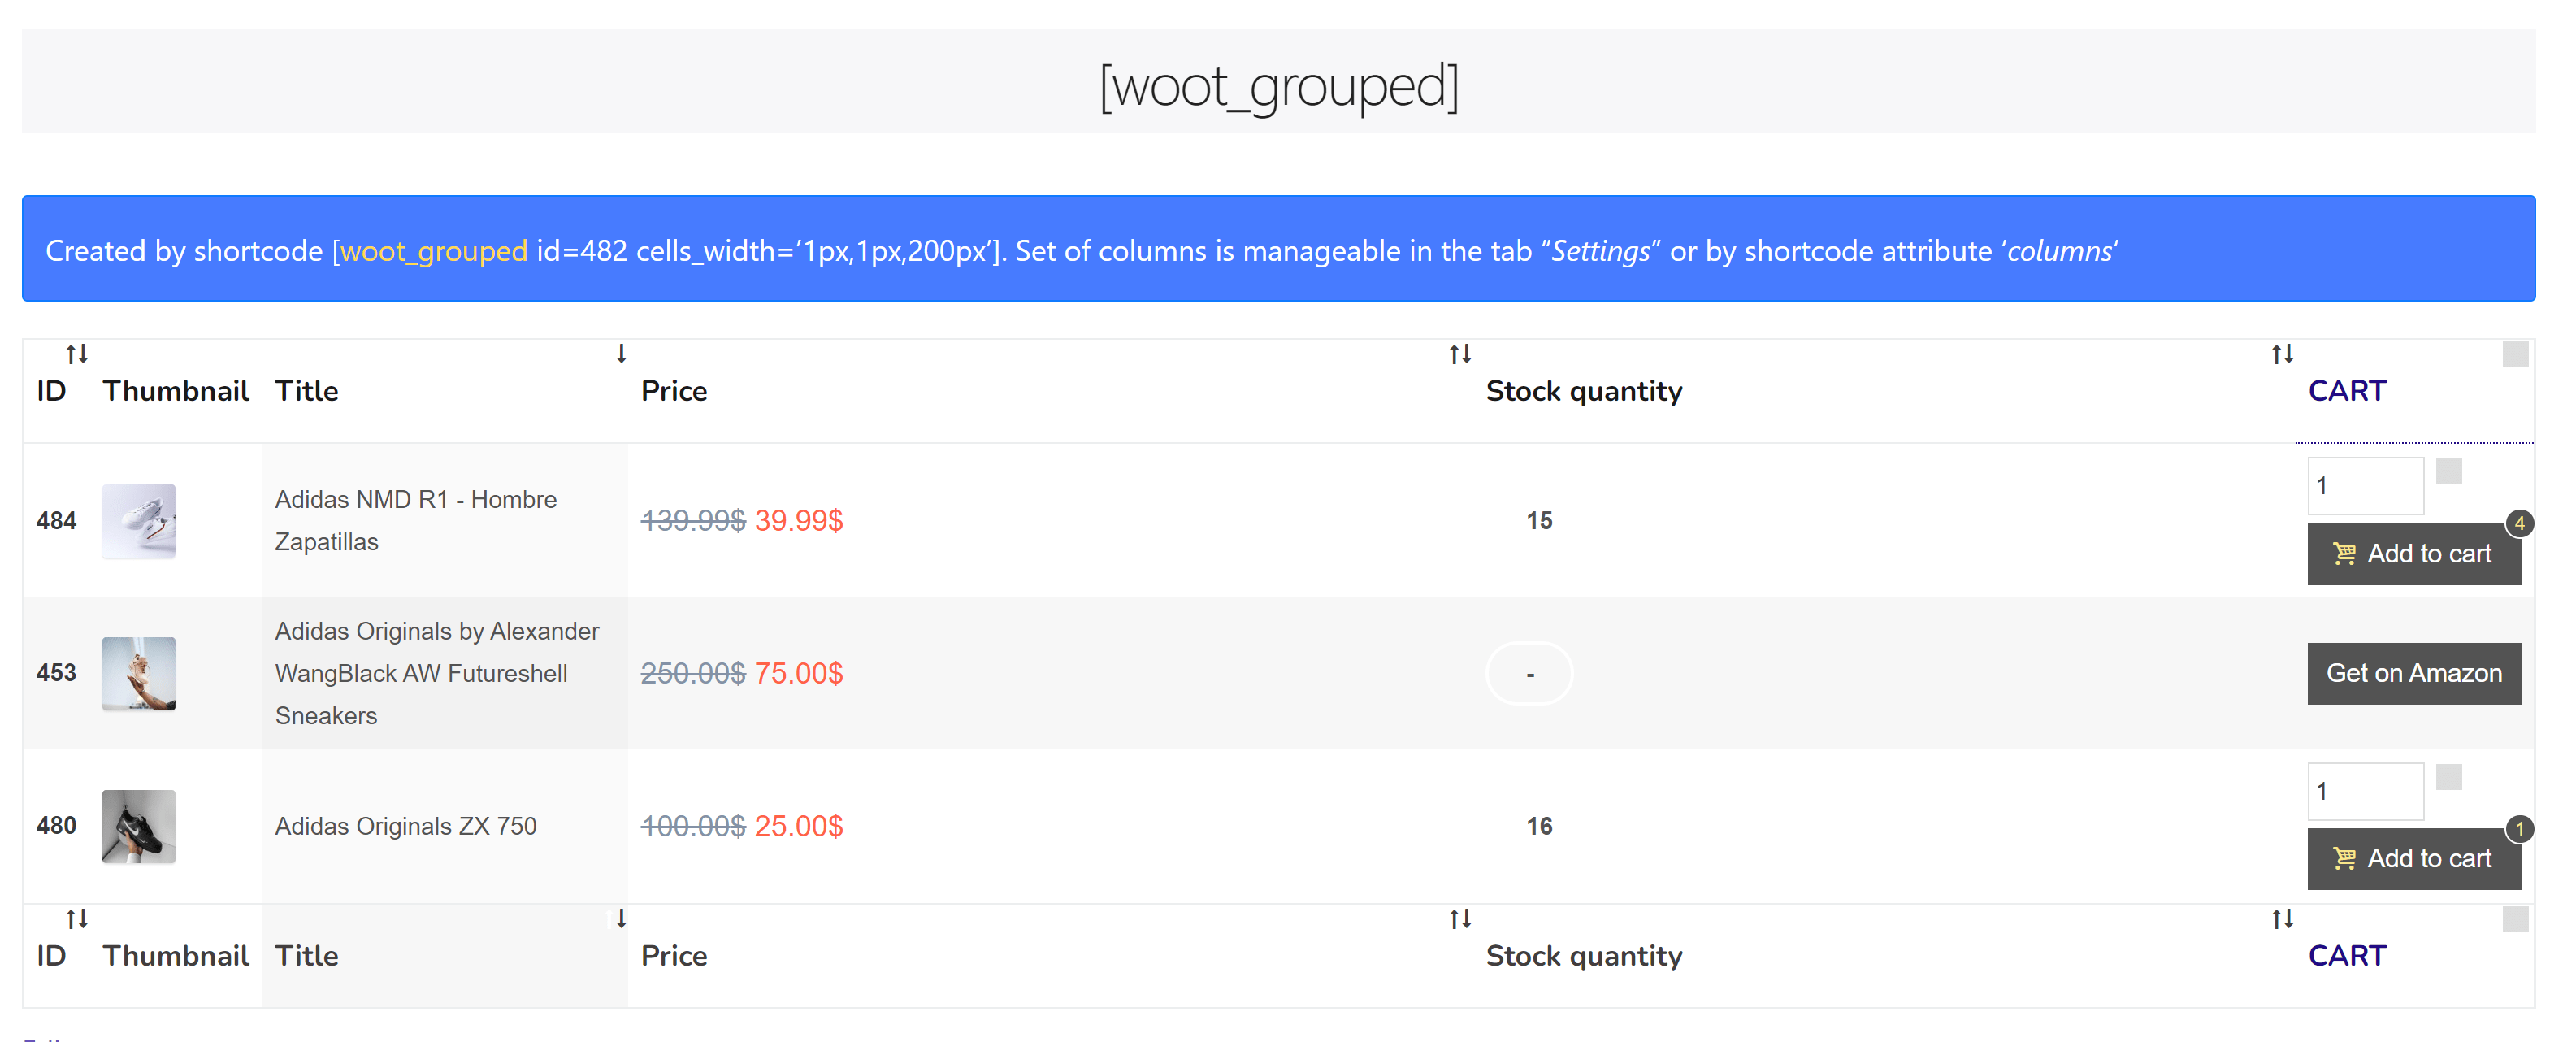 [woot_grouped]
Created by shortcode [woot_grouped id=482 cells_width=’1px,1px,200px’]. Set of columns is manageable in the tab “Settings” or by shortcode attribute ‘columns‘
ID Thumbnail Title Price Stock quantity CART
484 Adidas NMD R1 - Hombre Zapatillas 139.99$ 39.99$ 15 1
4
Add to cart
453 Adidas Originals by Alexander WangBlack AW Futureshell Sneakers 250.00$ 75.00$ - Get on Amazon
480 Adidas Originals ZX 750 100.00$ 25.00$ 16 1
1
Add to cart
ID Thumbnail Title Price Stock quantity CART